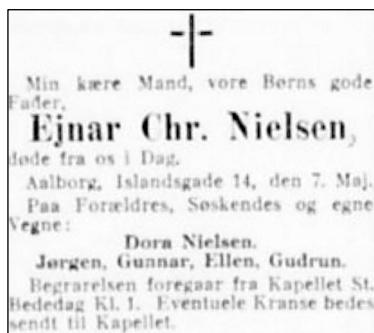 Min kære Mand, vore Børns gode
Fader,
Ejnar Chr. Nielsen,
døde fra os i Dag.
Aalborg, Islandsgade 14, den 7. Maj.
Paa Forældres, Søskendes og egne
Vegne:
Dora Nielsen.
Jørgen, Gunnar, Ellen, Gudrun.
Begravelsen foregaar fra Kapellet St.
Bededag Kl. 1. Eventuele Kranse bedes
sendt til Kapellet.